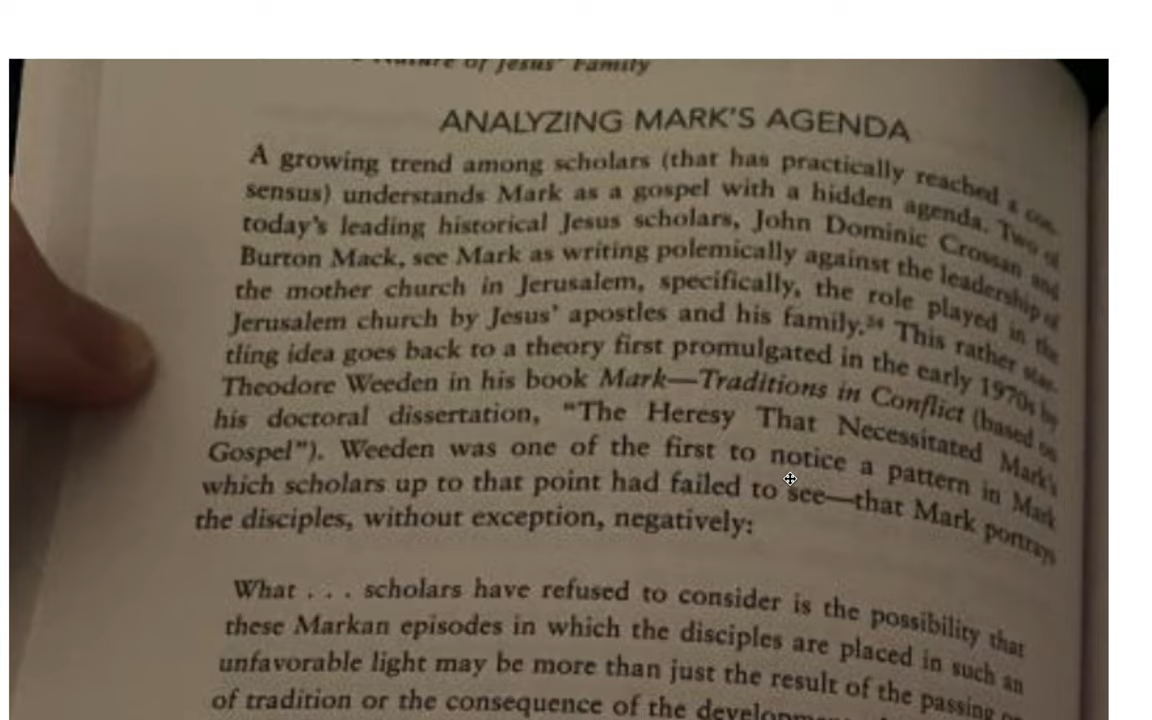 Nature of Jesus' Family
ANALYZING MARK'S AGENDA
A growing trend among scholars (that has practically reached a con-
sensus) understands Mark as a gospel with a hidden agenda. Two of
today's leading historical Jesus scholars, John Dominic Crossan and
Burton Mack, see Mark as writing polemically against the leadership of
the mother church in Jerusalem, specifically, the role played in the
Jerusalem church by Jesus' apostles and his family.34 This rather star-
tling idea goes back to a theory first promulgated in the early 1970s by
Theodore Weeden in his book Mark—Traditions in Conflict (based on
his doctoral dissertation, “The Heresy That Necessitated Mark's
Gospel”). Weeden was one of the first to notice a pattern in Mark
which scholars up to that point had failed to see—that Mark portrays
the disciples, without exception, negatively:
What . . . scholars have refused to consider is the possibility that
these Markan episodes in which the disciples are placed in such an
unfavorable light may be more than just the result of the passing
of tradition or the consequence of the